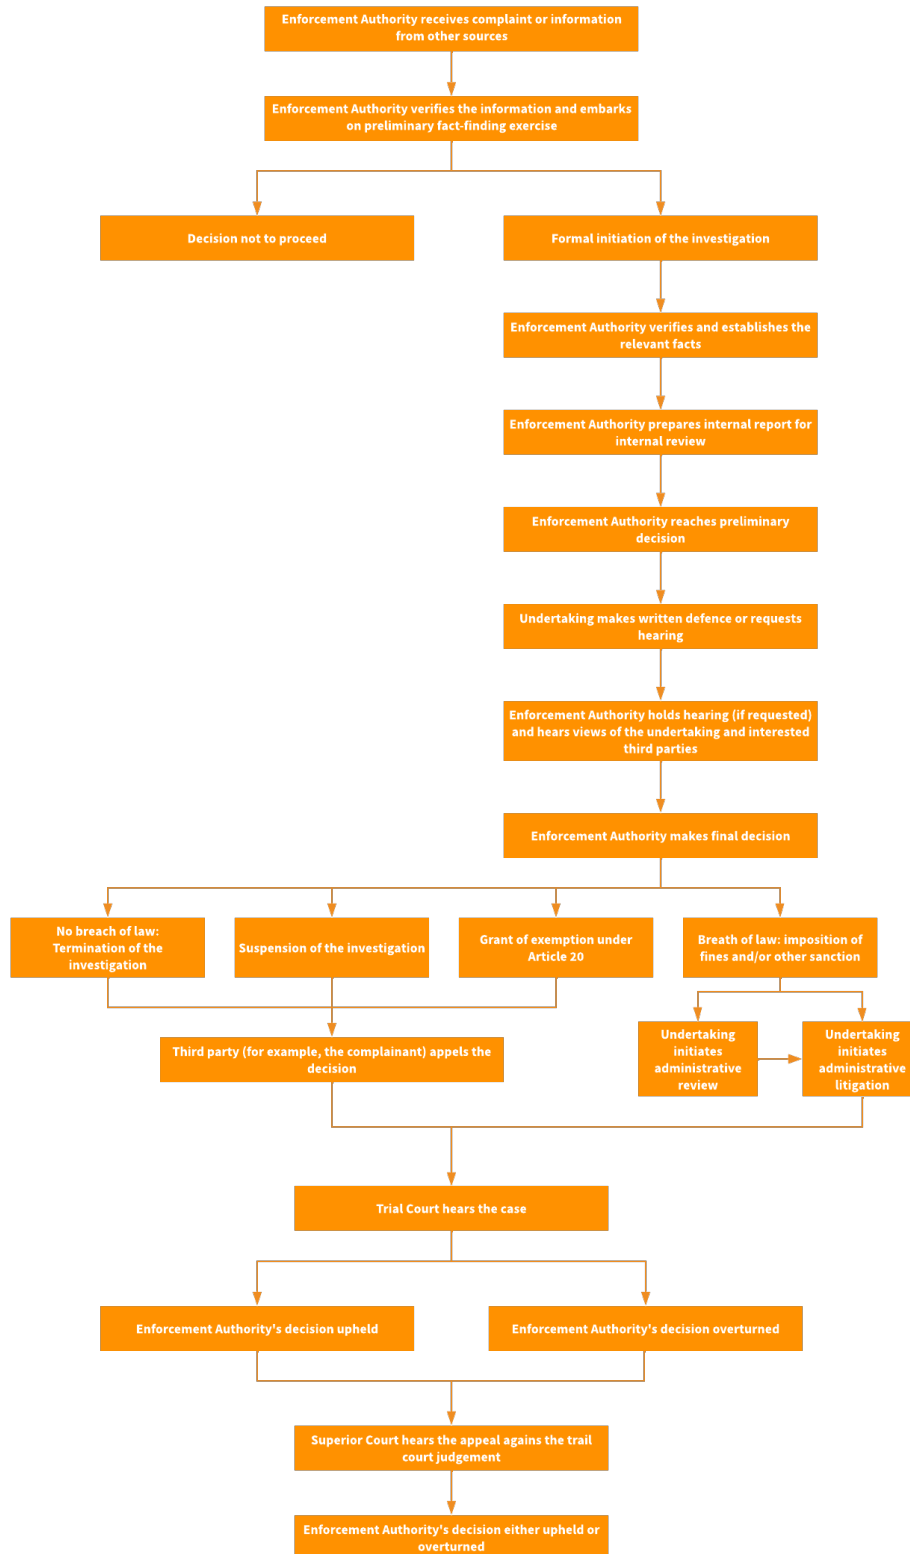 Enforcement Authority receives complaint or information
from other sources
Enforcement Authority verifies the information and embarks
on preliminary fact-finding exercise
Decision not to proceed
Formal initiation of the investigation
Enforcement Authority verifies and establishes the
relevant facts
Enforcement Authority prepares internal report for
internal review
Enforcement Authority reaches preliminary
decision
Undertaking makes written defence or requests
hearing
Enforcement Authority holds hearing (if requested)
and hears views of the undertaking and interested
third parties
Enforcement Authority makes final decision
No breach of law:
Termination of the
investigation
Suspension of the investigation
Grant of exemption under
Article 20
Breath of law: imposition of
fines and/or other sanction
Third party (for example, the complainant) appels the
decision
Undertaking
initiates
administrative
review
Undertaking
initiates
administrative
litigation
Trial Court hears the case
Enforcement Authority's decision upheld
Enforcement Authority's decision overturned
Superior Court hears the appeal agains the trail
court judgement
Enforcement Authority's decision either upheld or
overturned